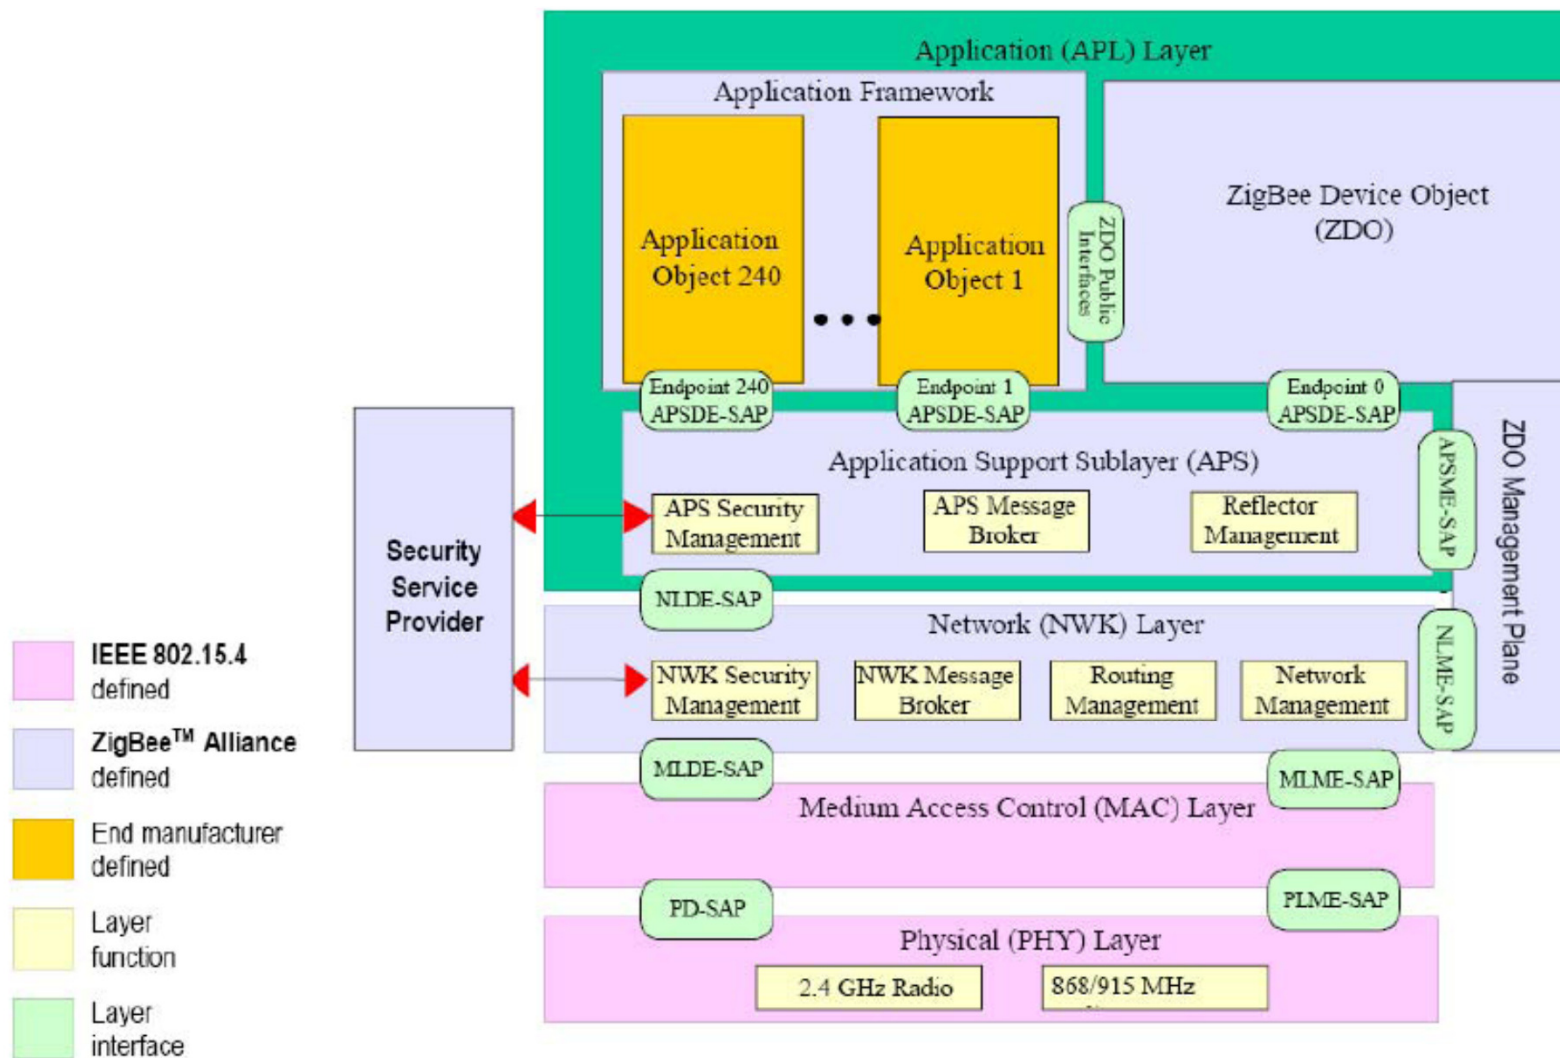 Application (APL) Layer
Application Framework
Application
Object 240
Application
Object 1
ZDO Public
Interfaces
ZigBee Device Object
(ZDO)
Endpoint 240
APSDE-SAP
Endpoint 1
APSDE-SAP
Endpoint 0
APSDE-SAP
Application Support Sublayer (APS)
APS Security
Management
APS Message
Broker
Reflector
Management
APSME-SAP
ZDO Management Plane
Security
Service
Provider
NLDE-SAP
Network (NWK) Layer
NWK Security
Management
NWK Message
Broker
Routing
Management
Network
Management
NLME-SAP
MLDE-SAP
MLME-SAP
Medium Access Control (MAC) Layer
PD-SAP
PLME-SAP
Physical (PHY) Layer
2.4 GHz Radio
868/915 MHz
IEEE 802.15.4
defined
ZigBee™ Alliance
defined
End manufacturer
defined
Layer
function
Layer
interface